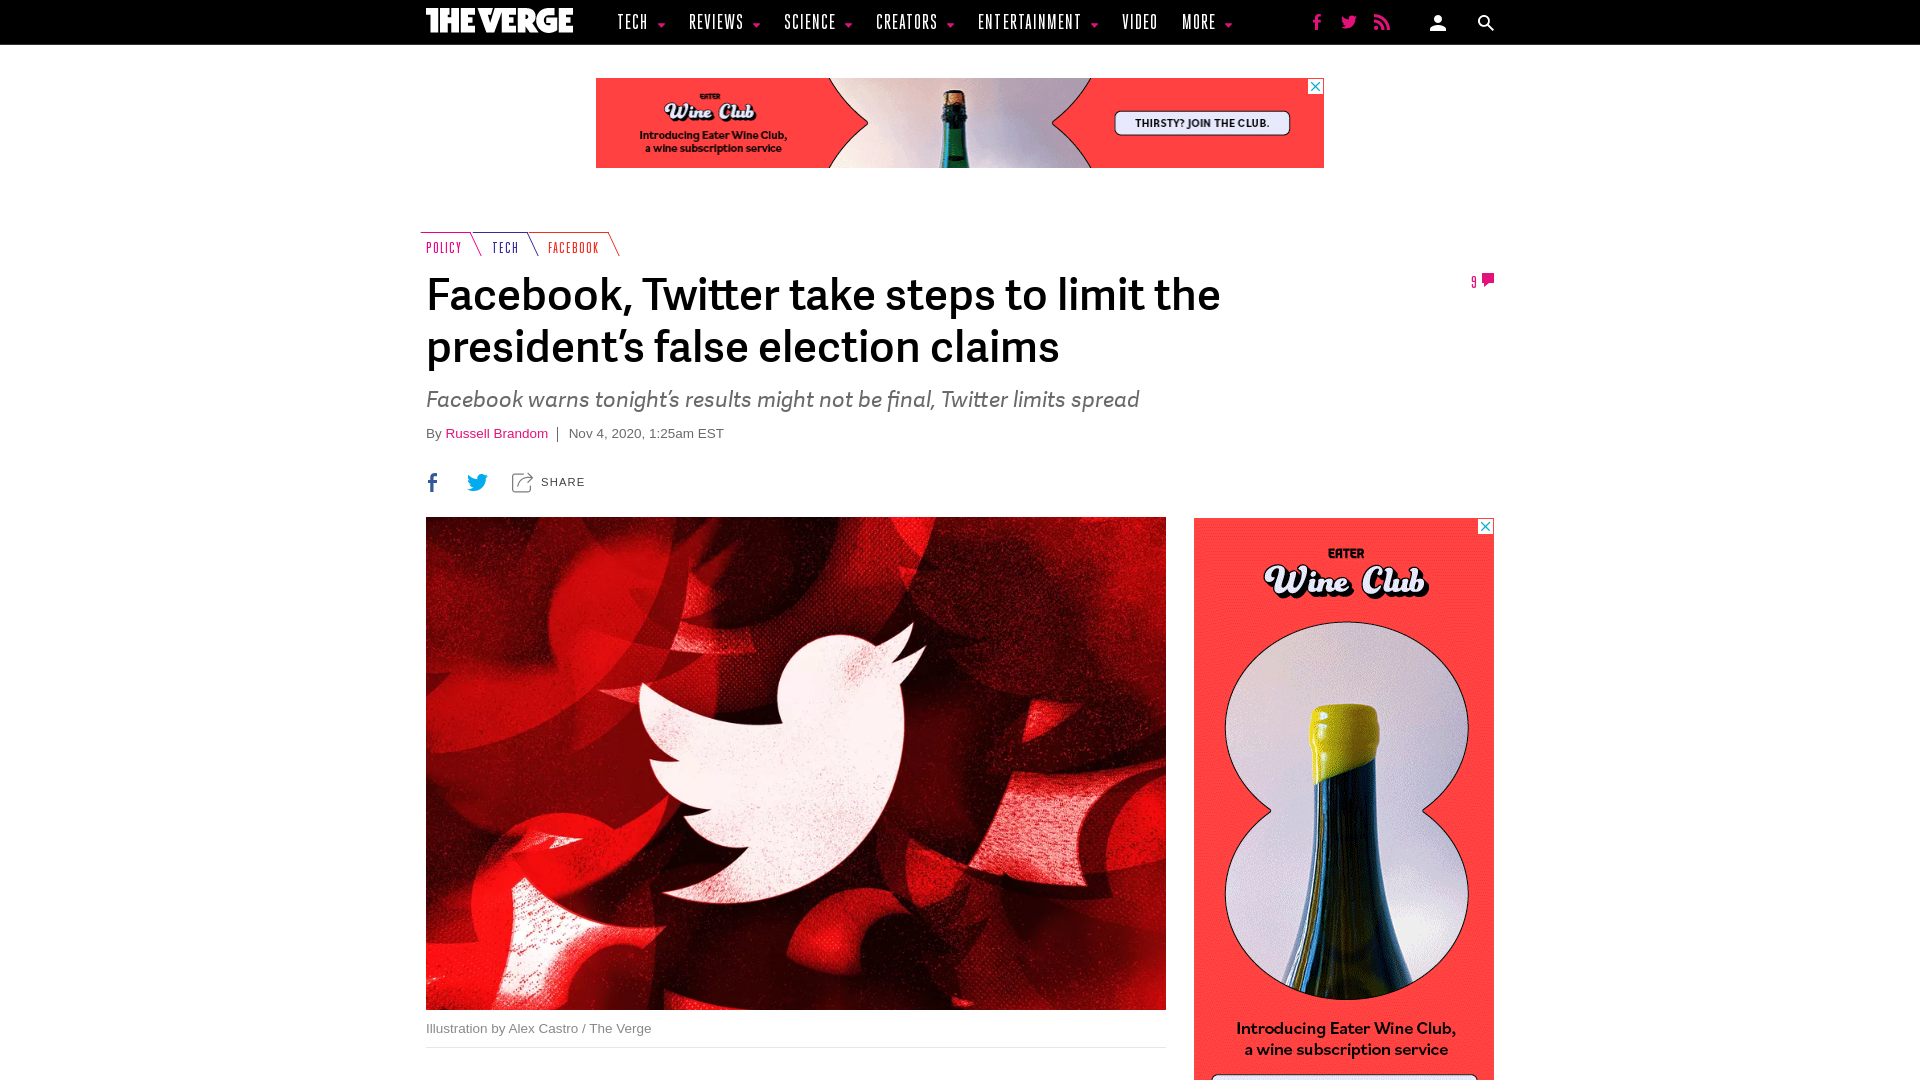 THE VERGE
TECH REVIEWS SCIENCE CREATORS ENTERTAINMENT VIDEO MORE
EATER
Wine Club
Introducing Eater Wine Club,
a wine subscription service
THIRSTY? JOIN THE CLUB.
POLICY TECH FACEBOOK
Facebook, Twitter take steps to limit the
president’s false election claims
9
Facebook warns tonight’s results might not be final, Twitter limits spread
By Russell Brandom | Nov 4, 2020, 1:25am EST
SHARE
Illustration by Alex Castro / The Verge
EATER
Wine Club
Introducing Eater Wine Club,
a wine subscription service